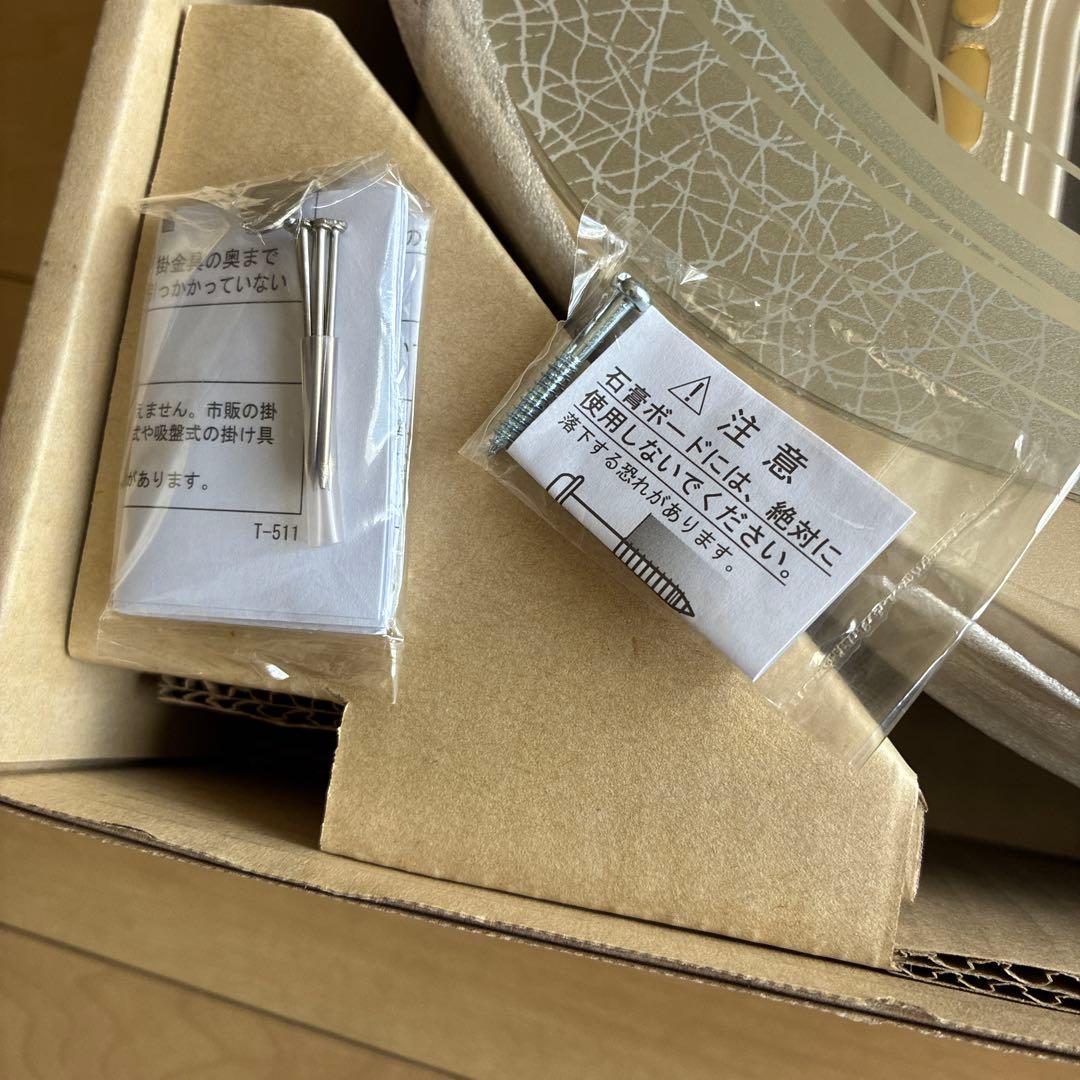 掛金具の奥まで
っかかっていない
えません。市販の掛
式や吸盤式の掛け具
があります。
T-511
注意
石膏ボードには、絶対に
使用しないでください。
落下する恐れがあります。